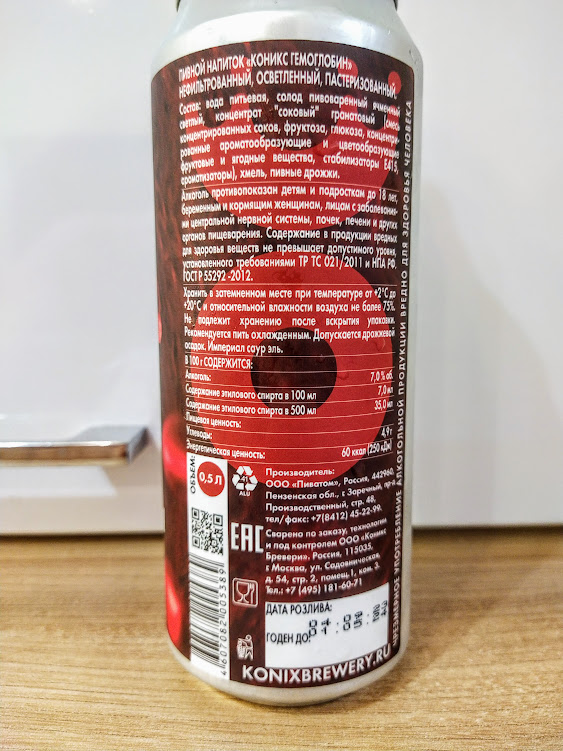 ПИВНОЙ НАПИТОК «КОНИКС ГЕМОГЛОБИН»
НЕФИЛЬТРОВАННЫЙ, ОСВЕТЛЕННЫЙ, ПАСТЕРИЗОВАННЫЙ.
Состав: вода питьевая, солод пивоваренный ячменный
светлый, концентрат "соковый" гранатовый (смесь
концентрированных соков, фруктоза, глюкоза, концентри-
рованные ароматообразующие и цветообразующие
фруктовые и ягодные вещества, стабилизаторы Е415,
ароматизаторы), хмель, пивные дрожжи.
Алкоголь противопоказан детям и подросткам до 18 лет,
беременным и кормящим женщинам, лицам с заболевани-
ми центральной нервной системы, почек, печени и других
органов пищеварения. Содержание в продукции вредных
для здоровья веществ не превышает допустимого уровня,
установленного требованиями ТР ТС 021/2011 и НПА РФ
ГОСТ Р 55292 -2012.
Хранить в затемненном месте при температуре от +2°С до
+20°С и относительной влажности воздуха не более 75%.
Не подлежит хранению после вскрытия упаковки.
Рекомендуется пить охлажденным. Допускается дрожжевой
осадок. Империал саур эль.
В 100 г СОДЕРЖИТСЯ:
Алкоголь: 7,0 % об.
Содержание этилового спирта в 100 мл 7,0 мл
Содержание этилового спирта в 500 мл 35,0 мл
Пищевая ценность:
Углеводы: 4,9 г
Энергетическая ценность: 60 ккал (250 кДж)
ОБЪЕМ:
0,5 Л
41
ALU
Производитель:
ООО «Пиватом», Россия, 442960,
Пензенская обл., г. Заречный, пр-д
Производственный, стр. 48,
тел/факс: +7(8412) 45-22-99.
EAC
Сварено по заказу, технологии
и под контролем ООО «Коникс
Бревери». Россия, 115035,
г. Москва, ул. Садовническая,
д. 54, стр. 2, помещ.1, ком. 3.
Тел.: +7 (495) 181-60-71
ДАТА РОЗЛИВА:
ГОДЕН ДО:
4607082005389
KONIXBREWERY.RU
ЧРЕЗМЕРНОЕ УПОТРЕБЛЕНИЕ АЛКОГОЛЬНОЙ ПРОДУКЦИИ ВРЕДНО ДЛЯ ЗДОРОВЬЯ ЧЕЛОВЕКА